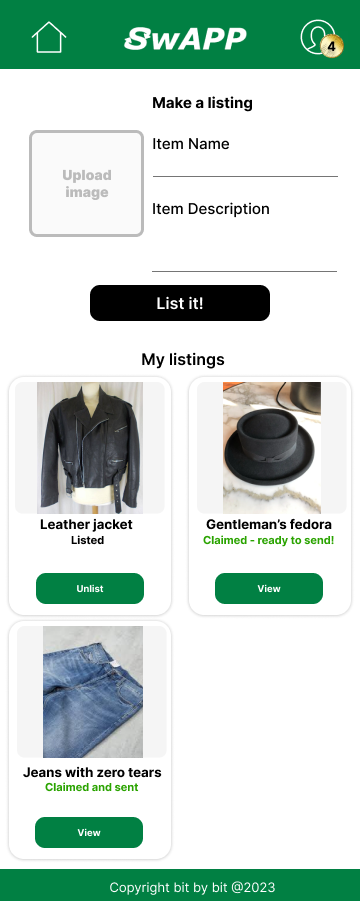 SwAPP
4
Make a listing
Item Name
Upload
image
Item Description
List it!
My listings
Leather jacket
Listed
Unlist
Gentleman’s fedora
Claimed - ready to send!
View
Jeans with zero tears
Claimed and sent
View
Copyright bit by bit @2023